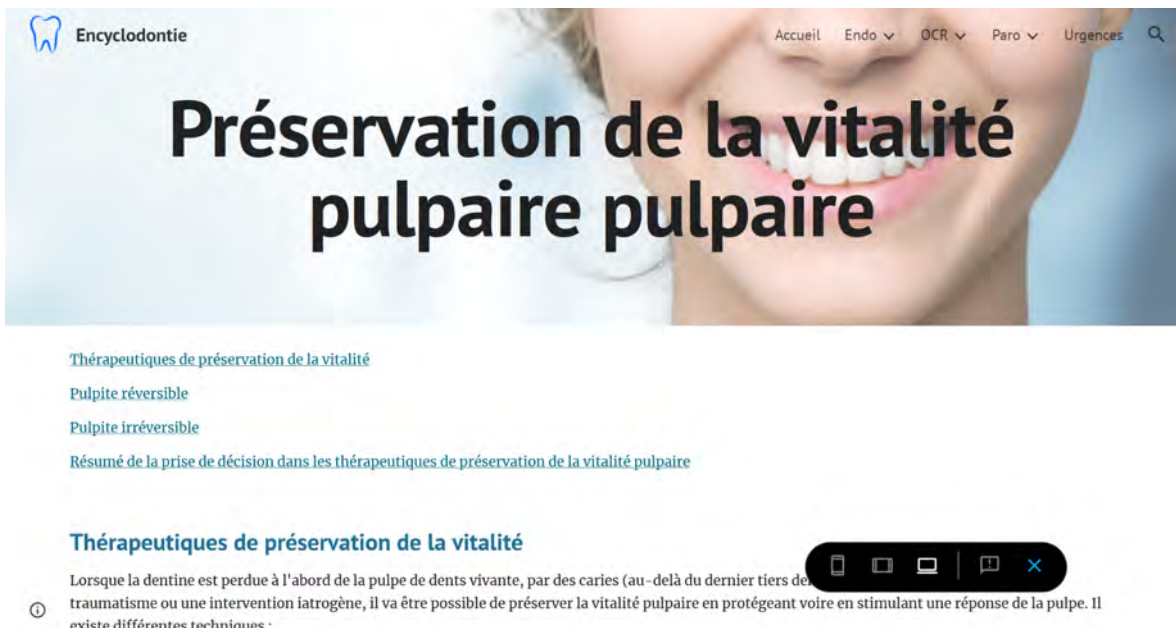 Encyclodontie
Accueil Endo OCR Paro Urgences
Préservation de la vitalité
pulpaire pulpaire
Thérapeutiques de préservation de la vitalité
Pulpite réversible
Pulpite irréversible
Résumé de la prise de décision dans les thérapeutiques de préservation de la vitalité pulpaire
Thérapeutiques de préservation de la vitalité
Lorsque la dentine est perdue à l'abord de la pulpe de dents vivante, par des caries (au-delà du dernier tiers
traumatisme ou une intervention iatrogène, il va être possible de préserver la vitalité pulpaire en protégeant voire en stimulant une réponse de la pulpe. Il
existe différentes techniques :